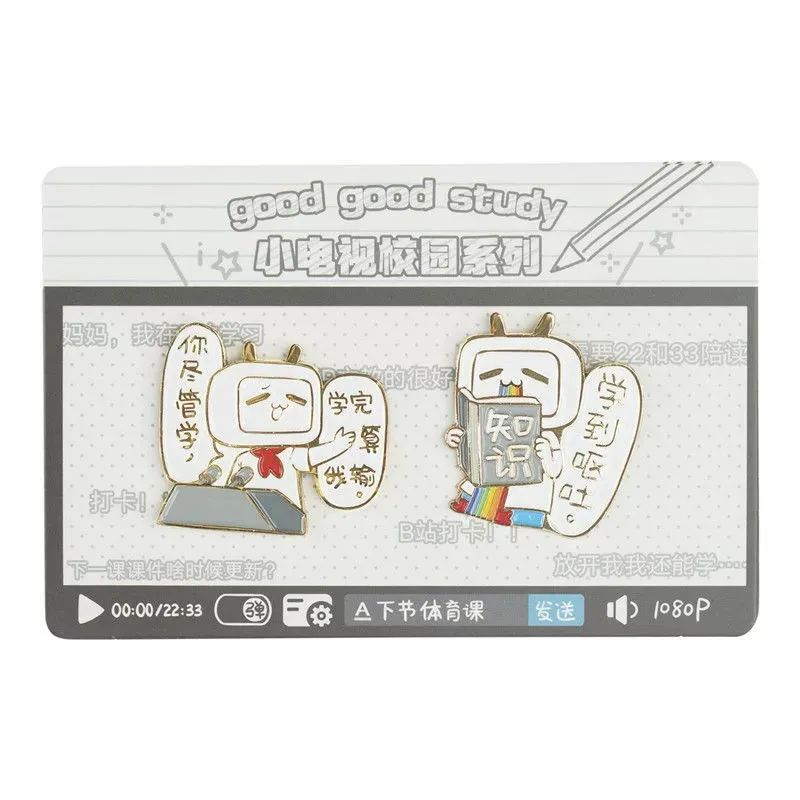 good good study
小电视校园系列
妈妈，我在
学习
的很好
需要22和33陪读
你尽管学，
学完
算
我输。
知识
学到呕吐。
打卡！
B站打卡！！
下一课课件啥时候更新？
放开我我还能学……
00:00/22:33
弹
A下节体育课
发送
1080P